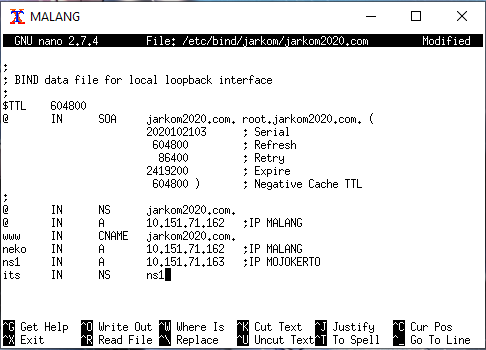 MALANG
GNU nano 2.7.4 File: /etc/bind/jarkom/jarkom2020.com Modified
;
; BIND data file for local loopback interface
;
$TTL 604800
@ IN SOA jarkom2020.com. root.jarkom2020.com. (
2020102103 ; Serial
604800 ; Refresh
86400 ; Retry
2419200 ; Expire
604800 ) ; Negative Cache TTL
;
@ IN NS jarkom2020.com.
@ IN A 10.151.71.162 ;IP MALANG
www IN CNAME jarkom2020.com.
neko IN A 10.151.71.162 ;IP MALANG
ns1 IN A 10.151.71.163 ;IP MOJOKERTO
its IN NS ns1
^G Get Help ^O Write Out ^W Where Is ^K Cut Text ^J Justify ^C Cur Pos
^X Exit ^R Read File ^\ Replace ^U Uncut Text ^T To Spell ^_ Go To Line